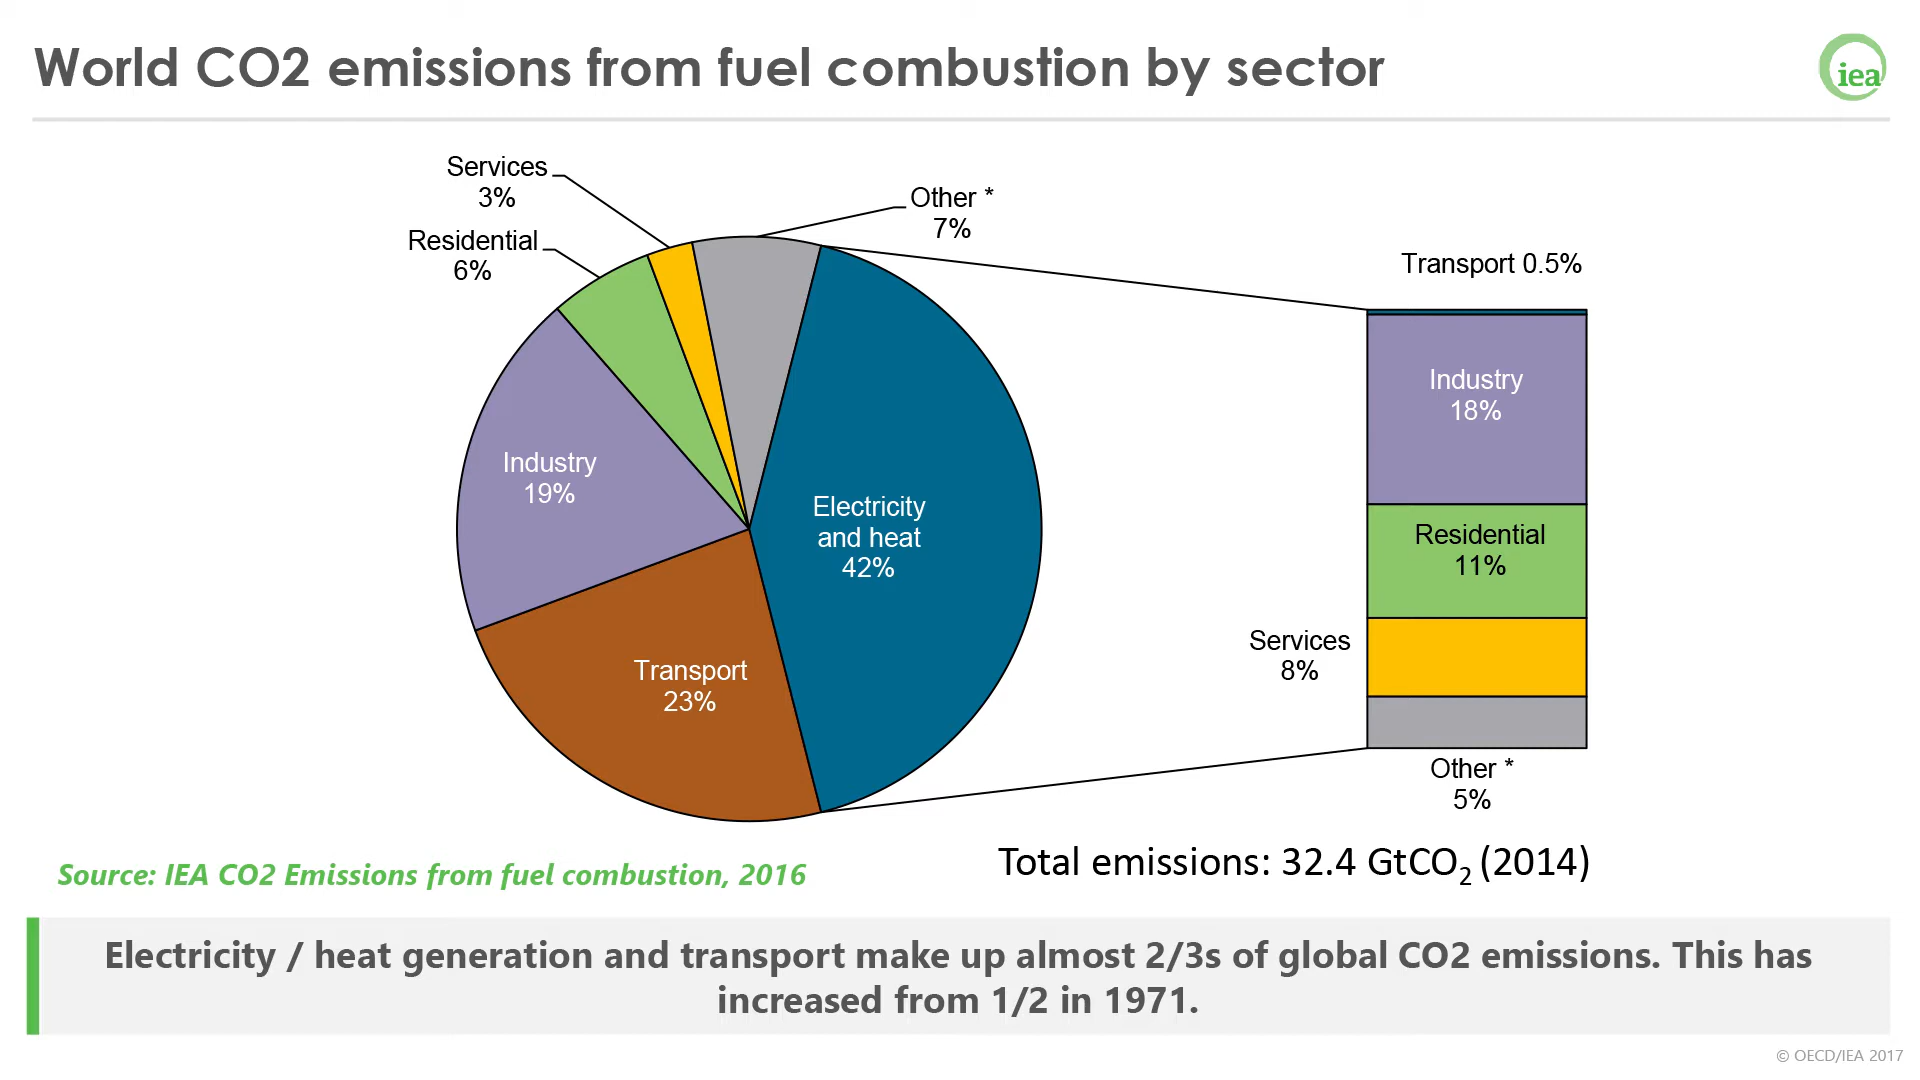 World CO2 emissions from fuel combustion by sector
iea
Services
3%
Other *
7%
Residential
6%
Transport 0.5%
Industry
18%
Industry
19%
Electricity
and heat
42%
Residential
11%
Services
8%
Transport
23%
Other *
5%
Total emissions: 32.4 GtCO₂ (2014)
Source: IEA CO2 Emissions from fuel combustion, 2016
Electricity / heat generation and transport make up almost 2/3s of global CO2 emissions. This has
increased from 1/2 in 1971.
© OECD/IEA 2017